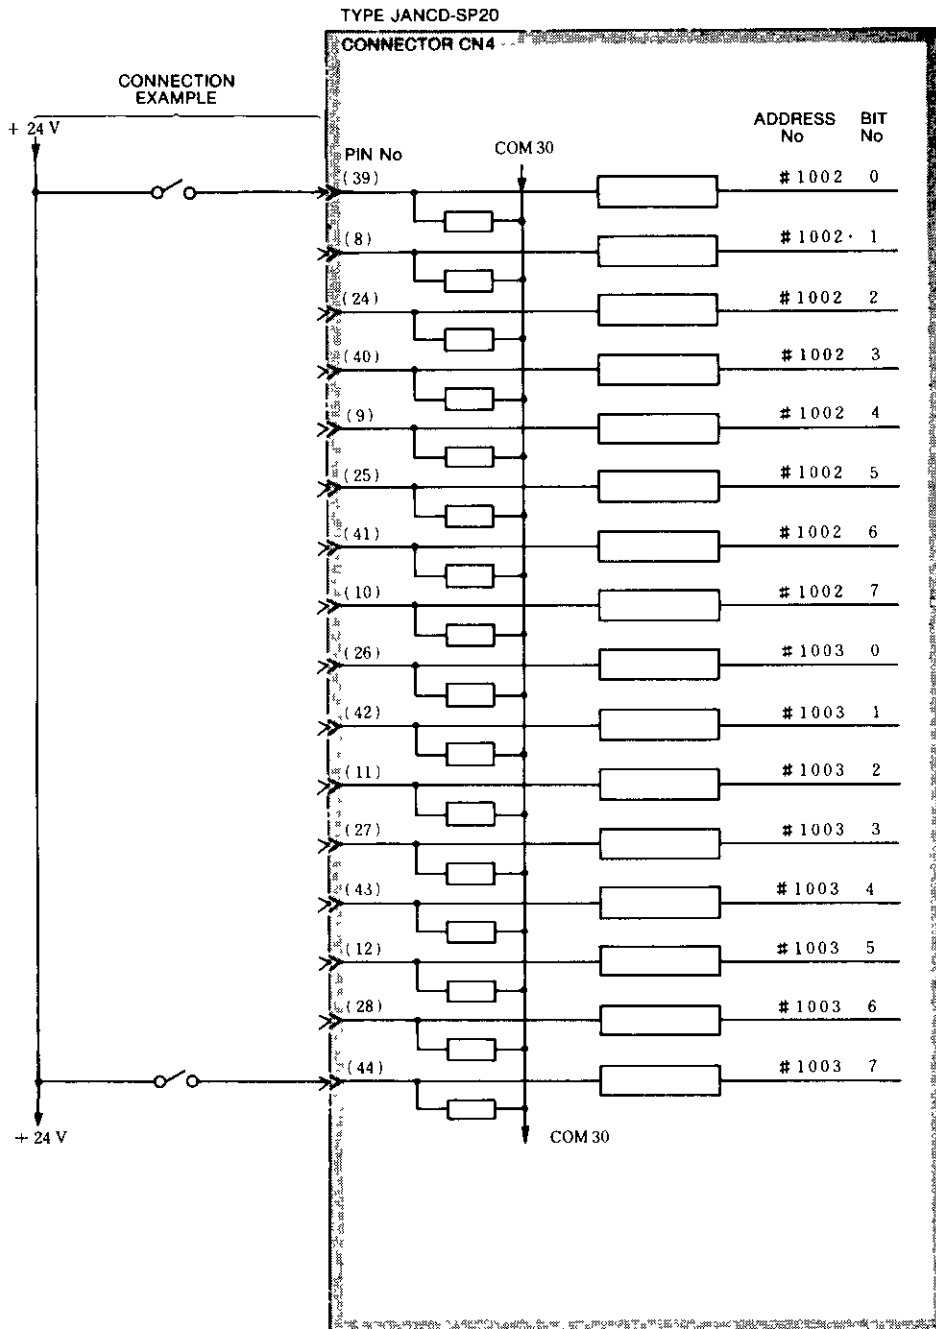 TYPE JANCD-SP20
CONNECTOR CN4
CONNECTION
EXAMPLE
+ 24 V
PIN No
COM 30
ADDRESS
No
BIT
No
(39) # 1002 0
(8) # 1002 1
(24) # 1002 2
(40) # 1002 3
(9) # 1002 4
(25) # 1002 5
(41) # 1002 6
(10) # 1002 7
(26) # 1003 0
(42) # 1003 1
(11) # 1003 2
(27) # 1003 3
(43) # 1003 4
(12) # 1003 5
(28) # 1003 6
(44) # 1003 7
+ 24 V
COM 30